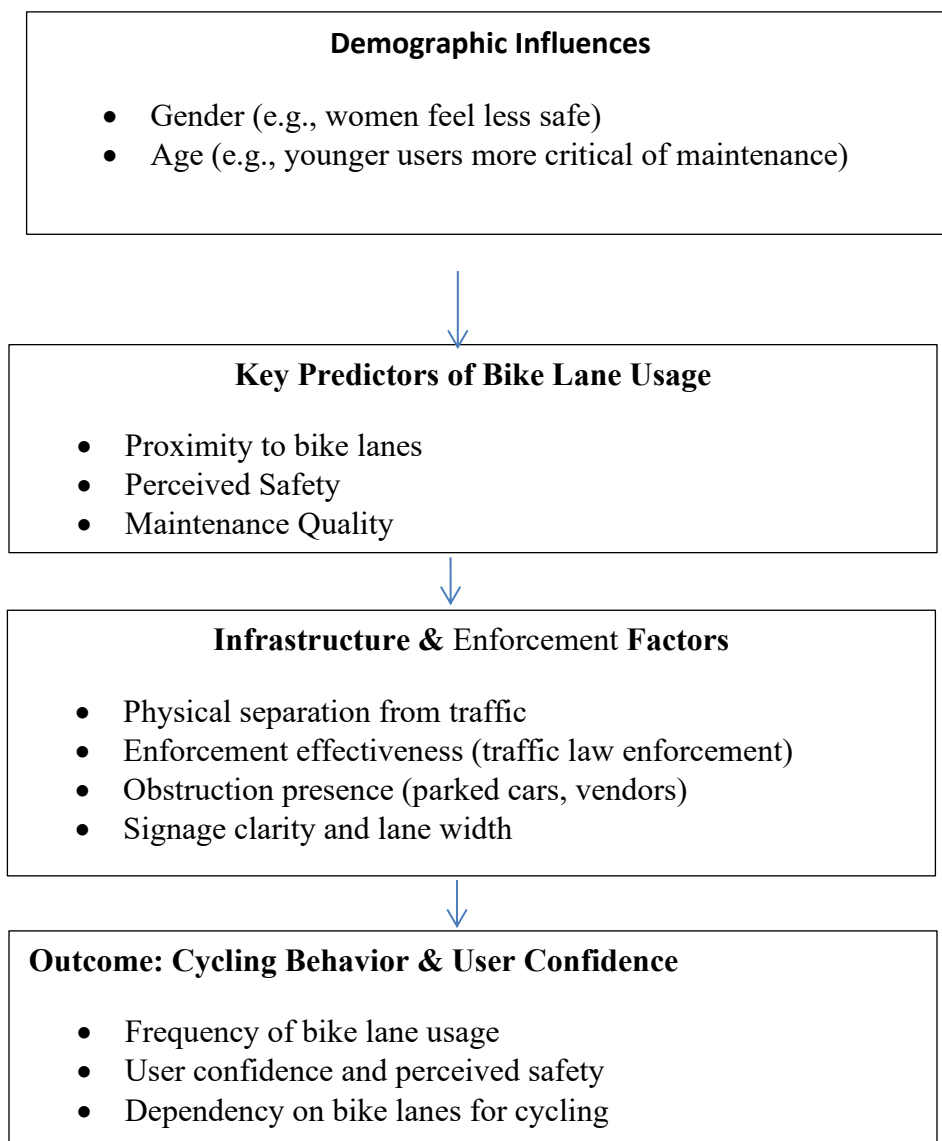 Demographic Influences
• Gender (e.g., women feel less safe)
• Age (e.g., younger users more critical of maintenance)
Key Predictors of Bike Lane Usage
• Proximity to bike lanes
• Perceived Safety
• Maintenance Quality
Infrastructure & Enforcement Factors
• Physical separation from traffic
• Enforcement effectiveness (traffic law enforcement)
• Obstruction presence (parked cars, vendors)
• Signage clarity and lane width
Outcome: Cycling Behavior & User Confidence
• Frequency of bike lane usage
• User confidence and perceived safety
• Dependency on bike lanes for cycling